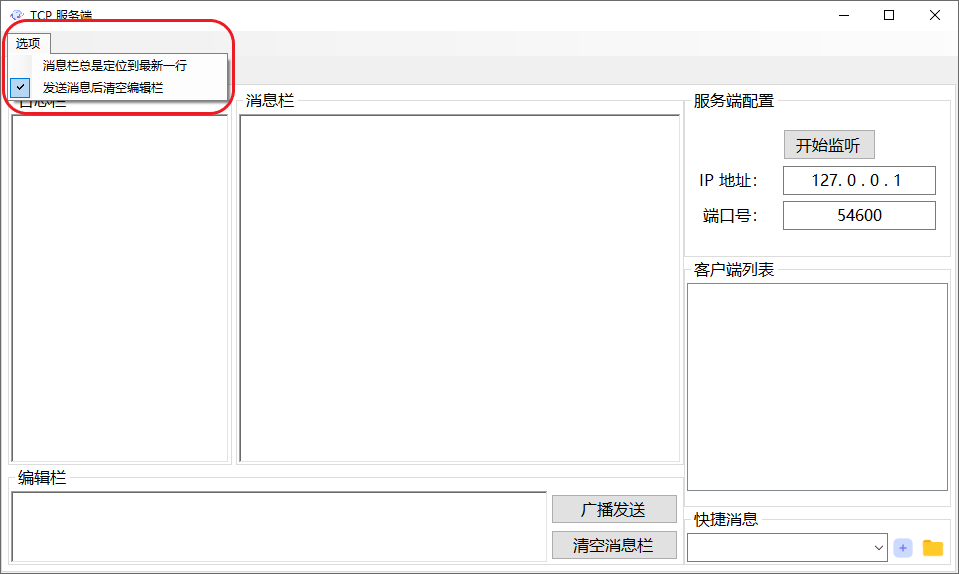 TCP 服务端
选项
消息栏总是定位到最新一行
发送消息后清空编辑栏
日志栏
消息栏
服务端配置
开始监听
IP 地址：
127. 0 . 0 . 1
端口号：
54600
客户端列表
编辑栏
广播发送
清空消息栏
快捷消息